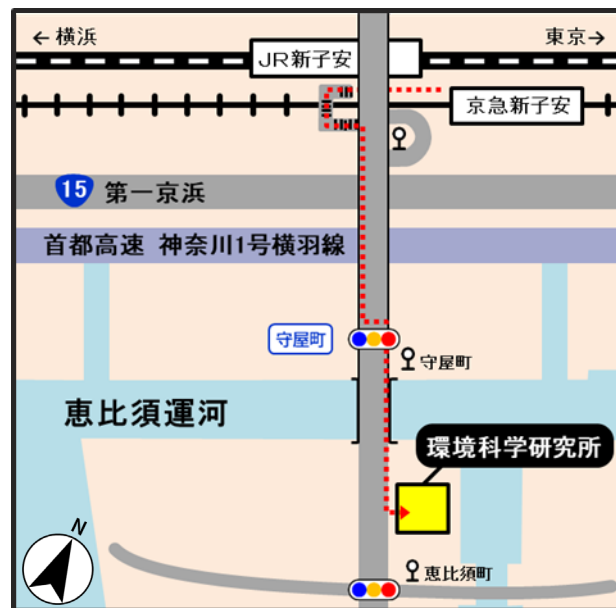 ←横浜
東京→
JR新子安
京急新子安
15 第一京浜
首都高速 神奈川1号横羽線
守屋町
守屋町
恵比須運河
環境科学研究所
N
恵比須町